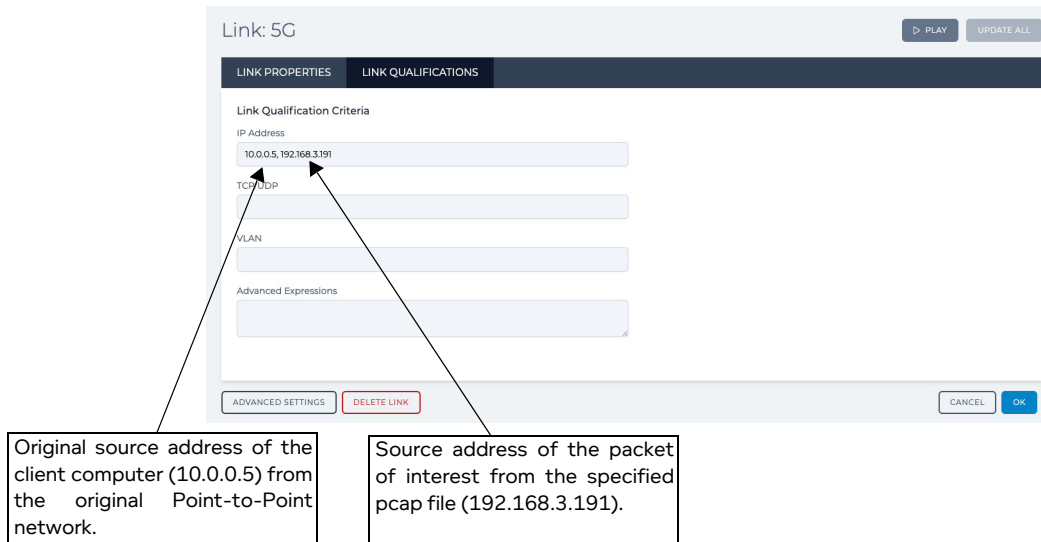 Link: 5G
PLAY
UPDATE ALL
LINK PROPERTIES
LINK QUALIFICATIONS
Link Qualification Criteria
IP Address
10.0.0.5, 192.168.3.191
TCP/UDP
VLAN
Advanced Expressions
ADVANCED SETTINGS
DELETE LINK
CANCEL
OK
Original source address of the
client computer (10.0.0.5) from
the original Point-to-Point
network.
Source address of the packet
of interest from the specified
pcap file (192.168.3.191).